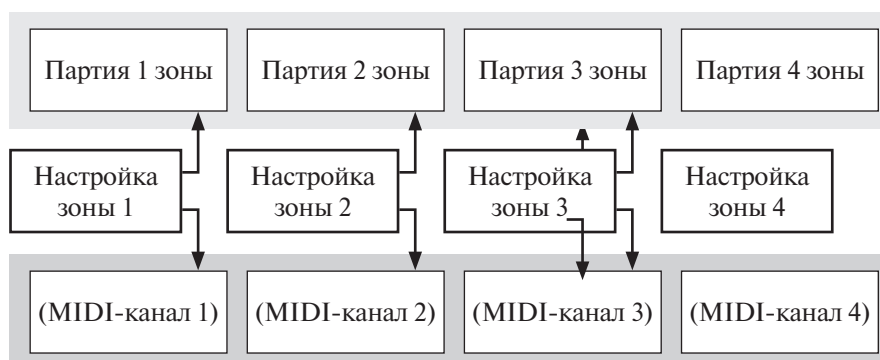 Партия 1 зоны
Партия 2 зоны
Партия 3 зоны
Партия 4 зоны
Настройка
зоны 1
Настройка
зоны 2
Настройка
зоны 3
Настройка
зоны 4
(MIDI-канал 1)
(MIDI-канал 2)
(MIDI-канал 3)
(MIDI-канал 4)